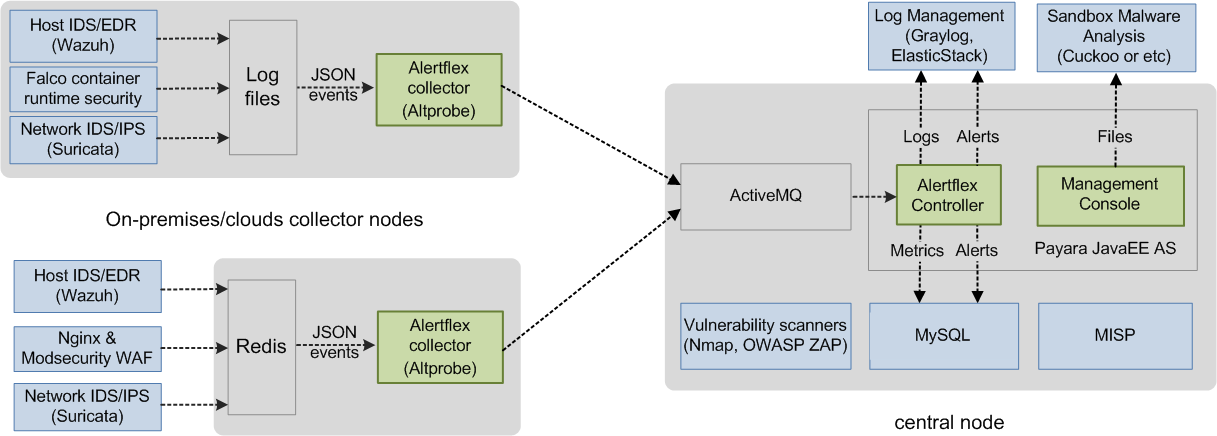 Host IDS/EDR
(Wazuh)
Falco container
runtime security
Network IDS/IPS
(Suricata)
Log
files
JSON
events
Alertflex
collector
(Altprobe)
On-premises/clouds collector nodes
Host IDS/EDR
(Wazuh)
Nginx &
Modsecurity WAF
Network IDS/IPS
(Suricata)
Redis
JSON
events
Alertflex
collector
(Altprobe)
Log Management
(Graylog,
ElasticStack)
Sandbox Malware
Analysis
(Cuckoo or etc)
Logs
Alerts
Files
ActiveMQ
Alertflex
Controller
Management
Console
Metrics
Alerts
Payara JavaEE AS
Vulnerability scanners
(Nmap, OWASP ZAP)
MySQL
MISP
central node